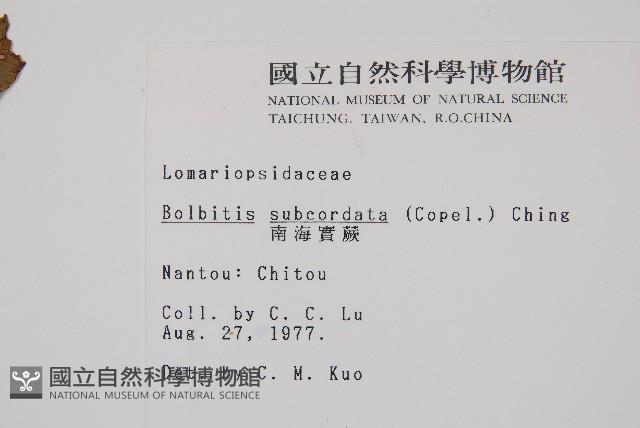 國立自然科學博物館
NATIONAL MUSEUM OF NATURAL SCIENCE
TAICHUNG, TAIWAN, R.O.CHINA
Lomariopsidaceae
Bolbitis subcordata (Copel.) Ching
南海實蕨
Nantou: Chitou
Coll. by C. C. Lu
Aug. 27, 1977.
Det. by C. M. Kuo
國立自然科學博物館
NATIONAL MUSEUM OF NATURAL SCIENCE